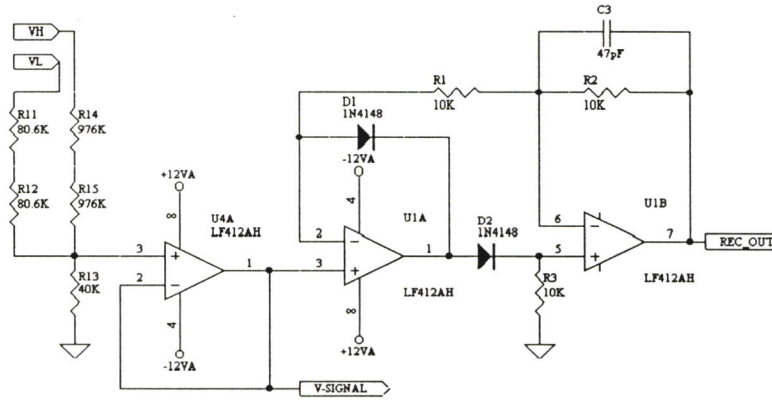 VH
VL
R11
80.6K
R14
976K
R12
80.6K
R15
976K
R13
40K
+12VA
8
U4A
LF412AH
3
+
2
-
1
4
-12VA
V-SIGNAL
D1
1N4148
-12VA
4
U1A
2
-
3
+
1
LF412AH
8
+12VA
D2
1N4148
R3
10K
R1
10K
C3
47pF
R2
10K
U1B
6
-
5
+
7
LF412AH
REC_OUT